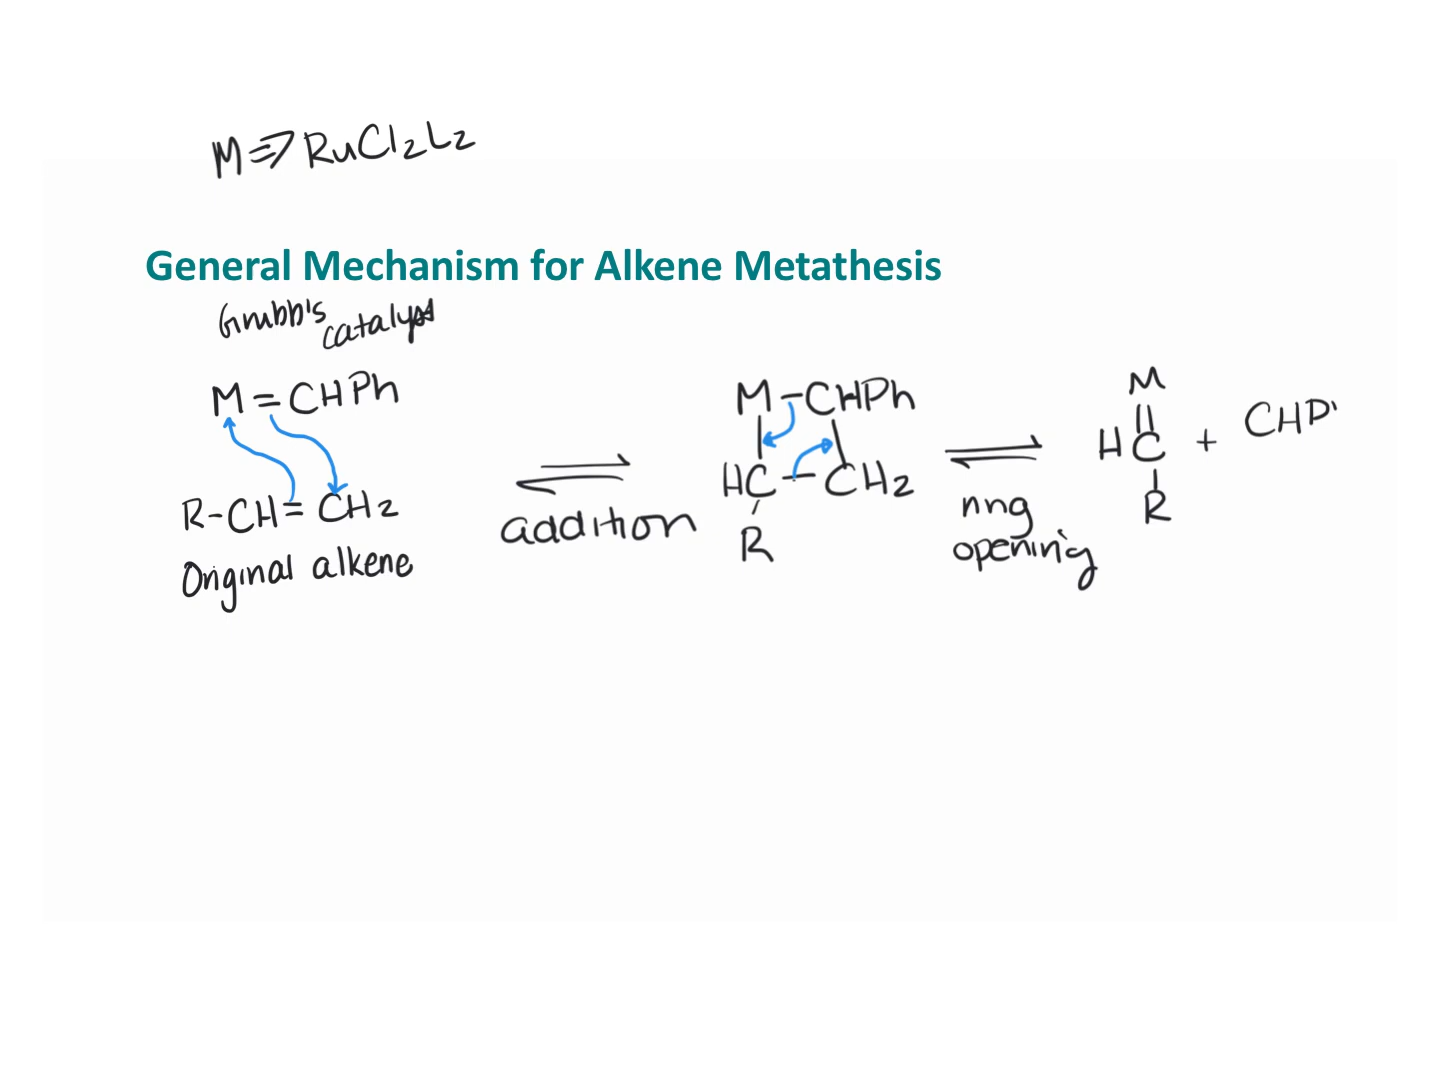 M ⇒ RuCl₂L₂
General Mechanism for Alkene Metathesis
Grubb's catalyst
M=CHPh
R-CH=CH₂
Original alkene
⇌
addition
M-CHPh
HC-CH₂
R
⇌
ring opening
M
HC + CHP
R